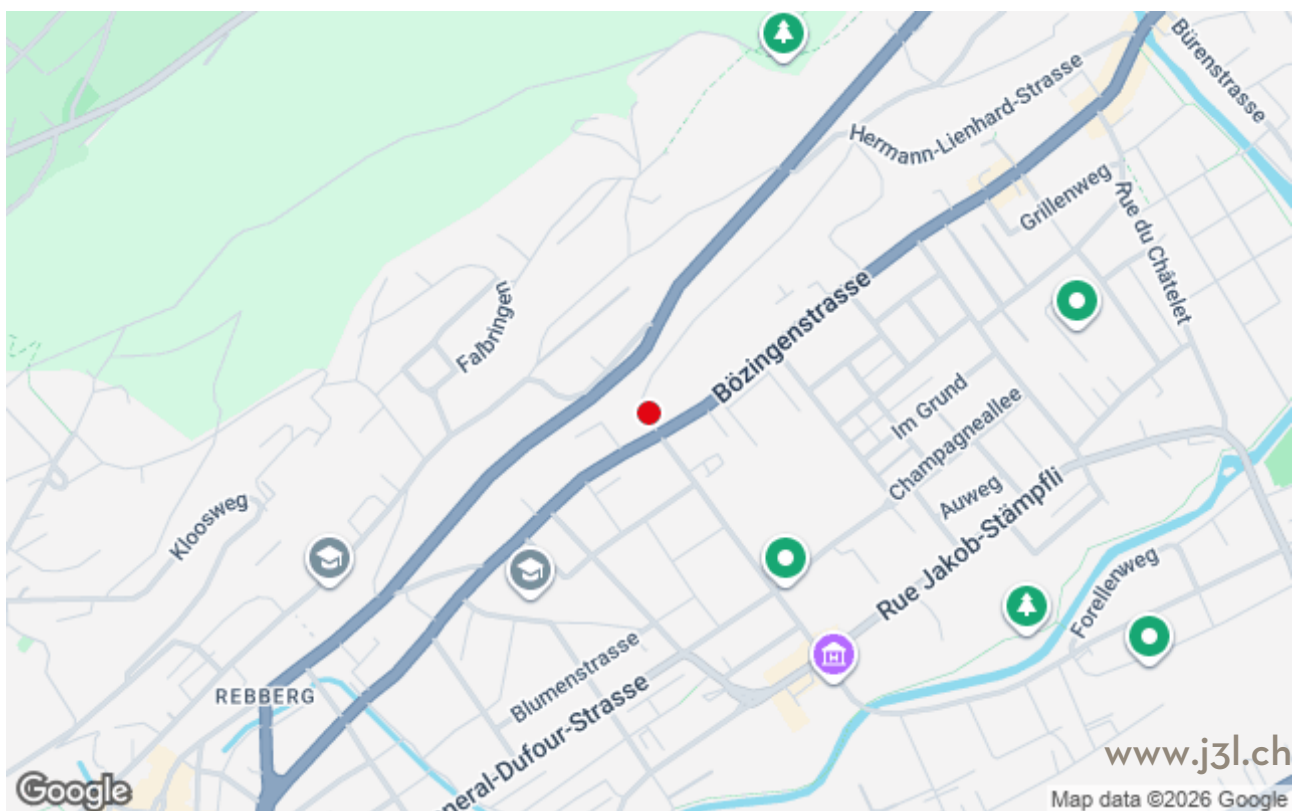 Bürenstrasse
Hermann-Lienhard-Strasse
Grillenweg
Rue du Châtelet
Falbringen
Bözingenstrasse
Im Grund
Champagneallee
Auweg
Kloosweg
Rue Jakob-Stämpfli
Forellenweg
REBBERG
Blumenstrasse
neral-Dufour-Strasse
www.j3l.ch
Google
Map data ©2026 Google